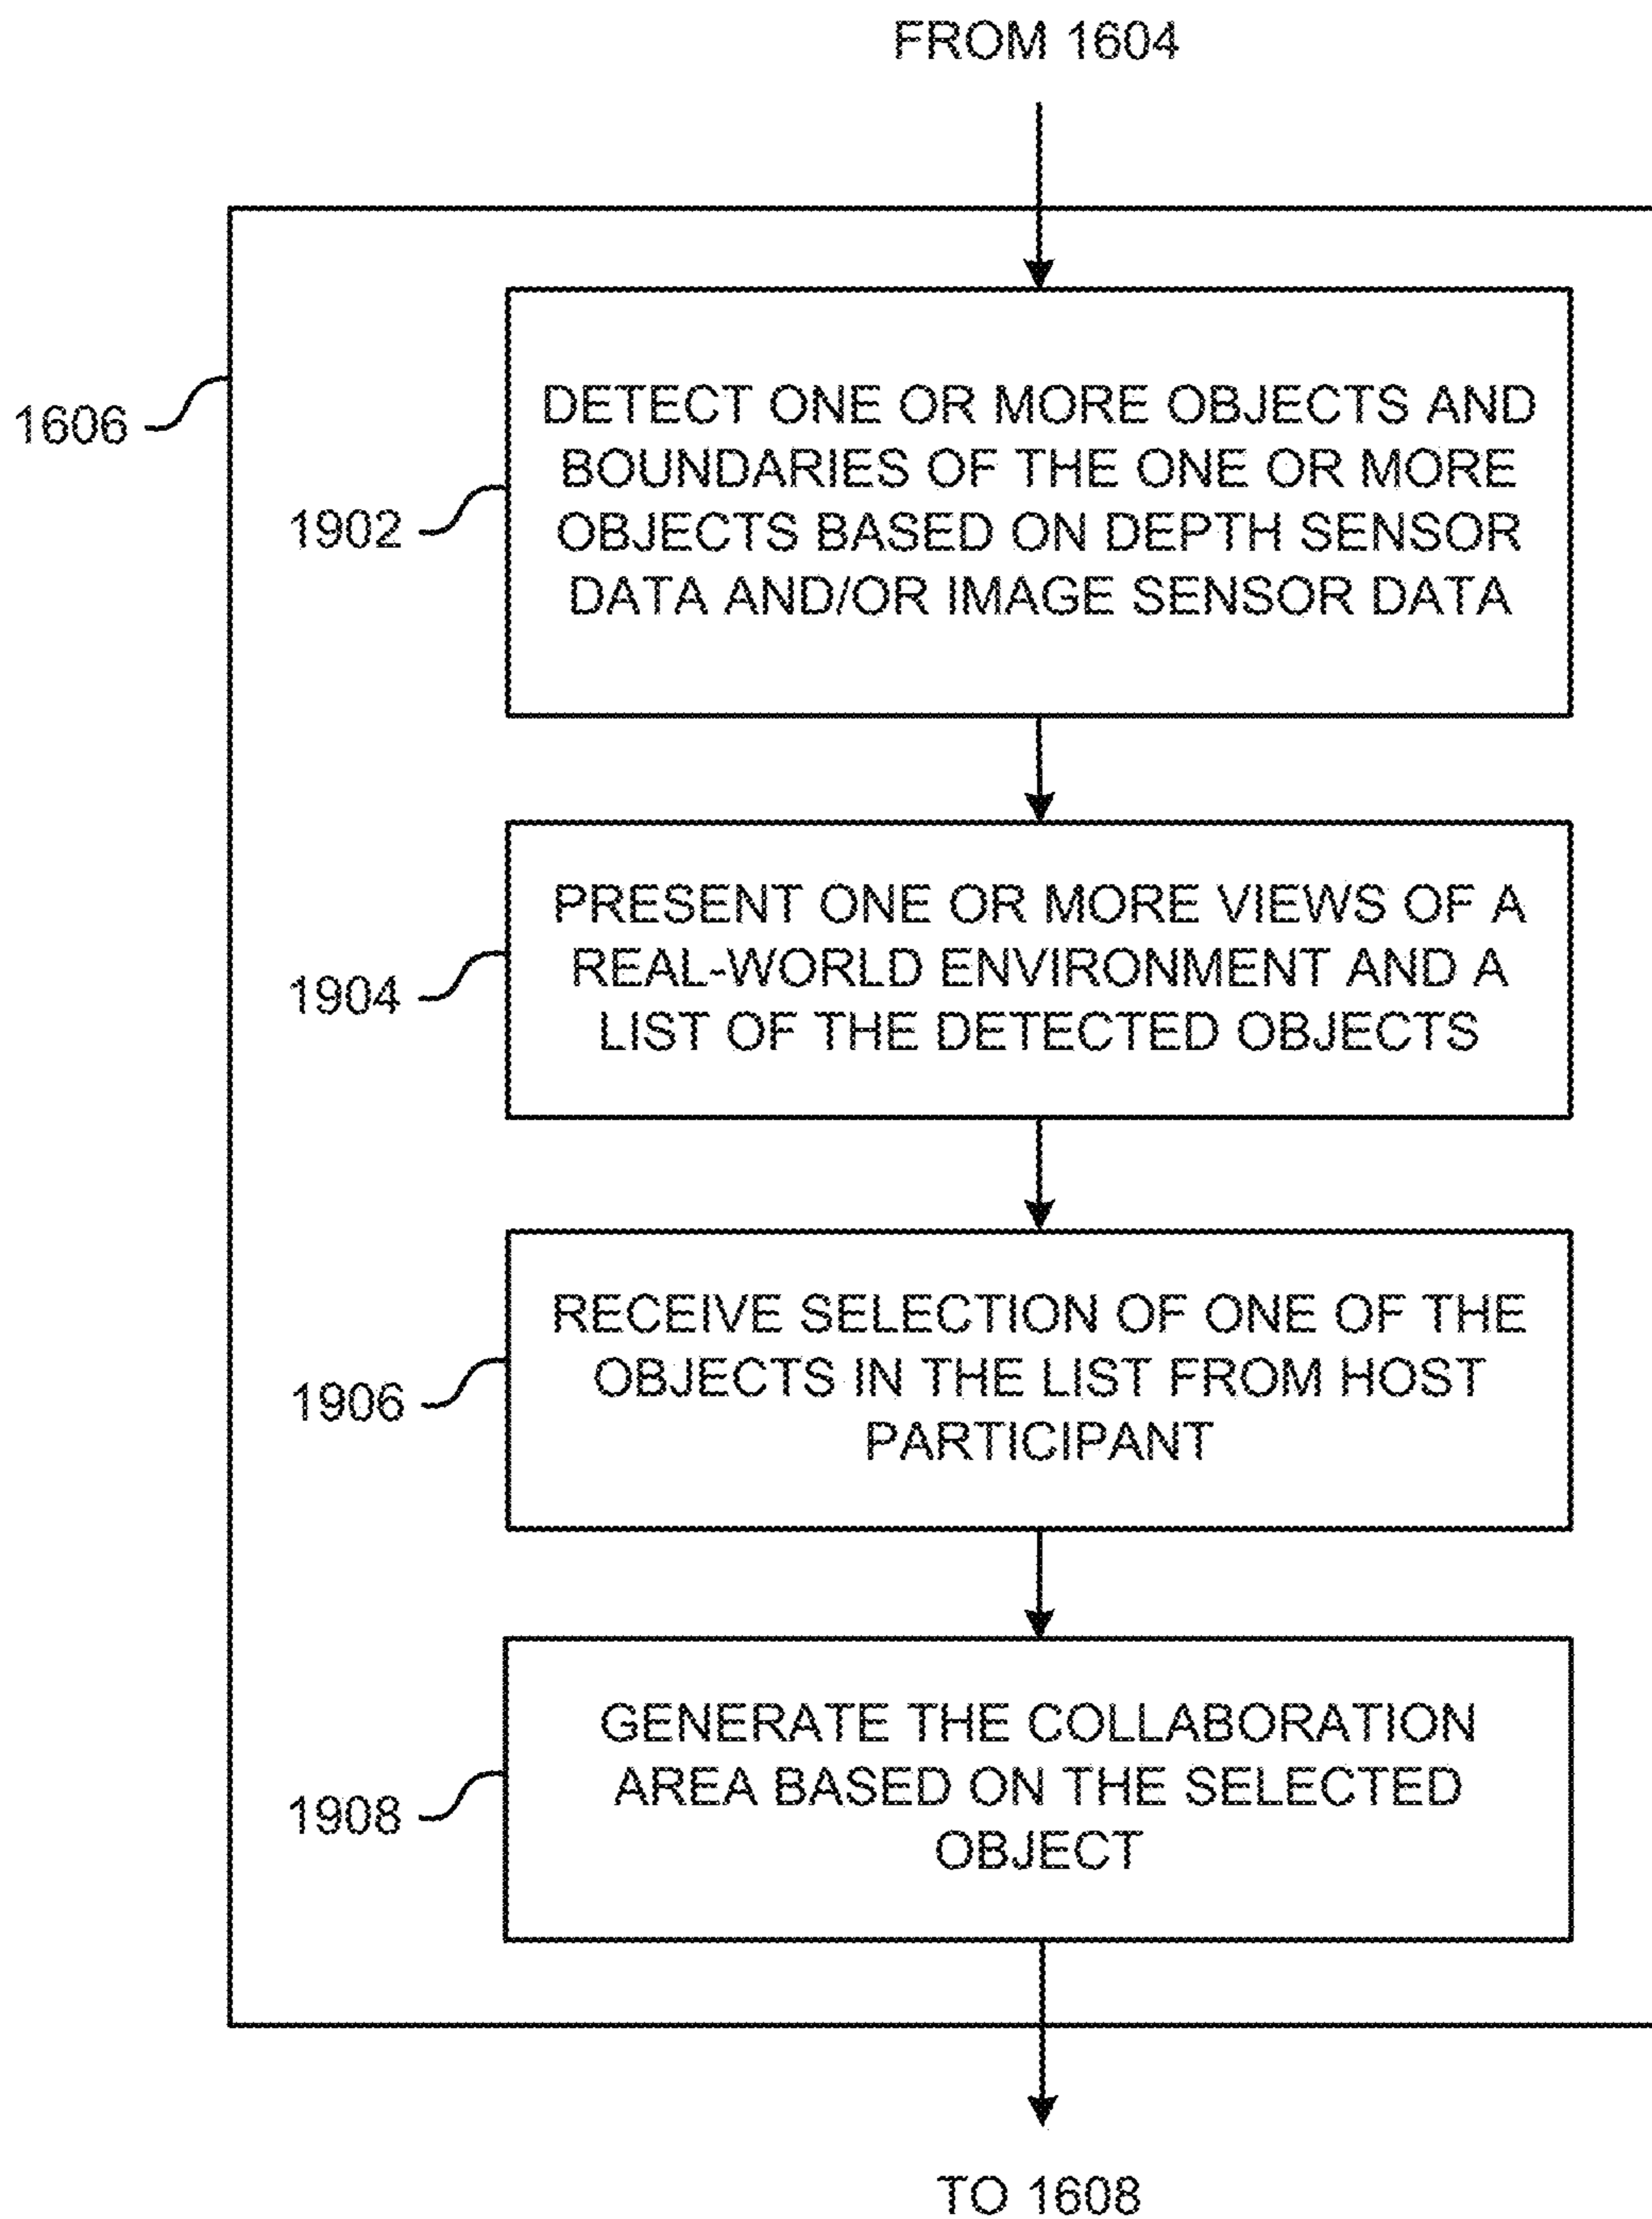 FROM 1604
1606
1902
DETECT ONE OR MORE OBJECTS AND
BOUNDARIES OF THE ONE OR MORE
OBJECTS BASED ON DEPTH SENSOR
DATA AND/OR IMAGE SENSOR DATA
1904
PRESENT ONE OR MORE VIEWS OF A
REAL-WORLD ENVIRONMENT AND A
LIST OF THE DETECTED OBJECTS
1906
RECEIVE SELECTION OF ONE OF THE
OBJECTS IN THE LIST FROM HOST
PARTICIPANT
1908
GENERATE THE COLLABORATION
AREA BASED ON THE SELECTED
OBJECT
TO 1608